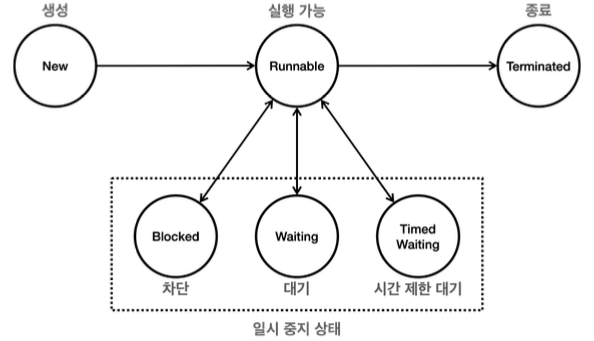 생성
실행 가능
종료
New
Runnable
Terminated
Blocked
Waiting
Timed
Waiting
차단
대기
시간 제한 대기
일시 중지 상태